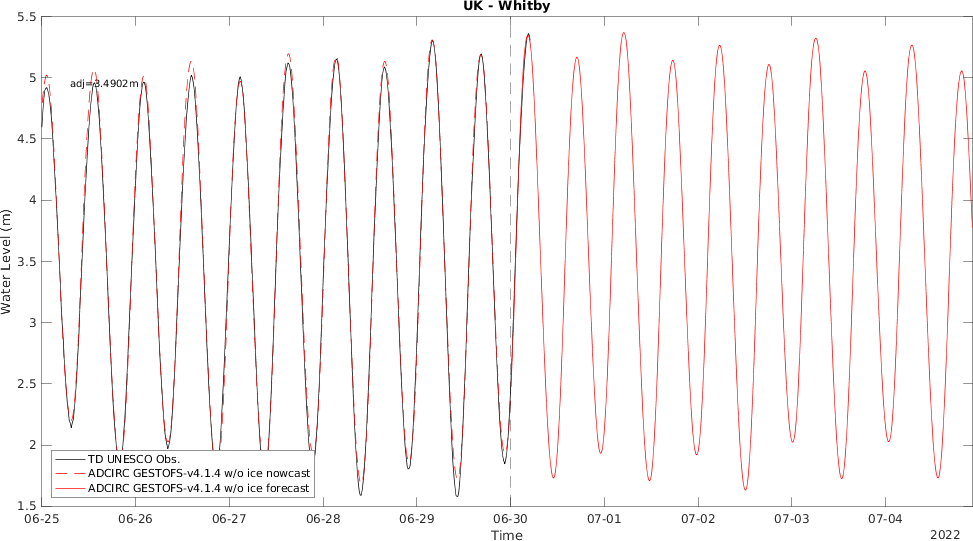 UK - Whitby
5.5
5
4.5
4
3.5
3
2.5
2
1.5
Water Level (m)
adj=3.4902m
TD UNESCO Obs.
ADCIRC GESTOFS-v4.1.4 w/o ice nowcast
ADCIRC GESTOFS-v4.1.4 w/o ice forecast
06-25 06-26 06-27 06-28 06-29 06-30 07-01 07-02 07-03 07-04
Time
2022